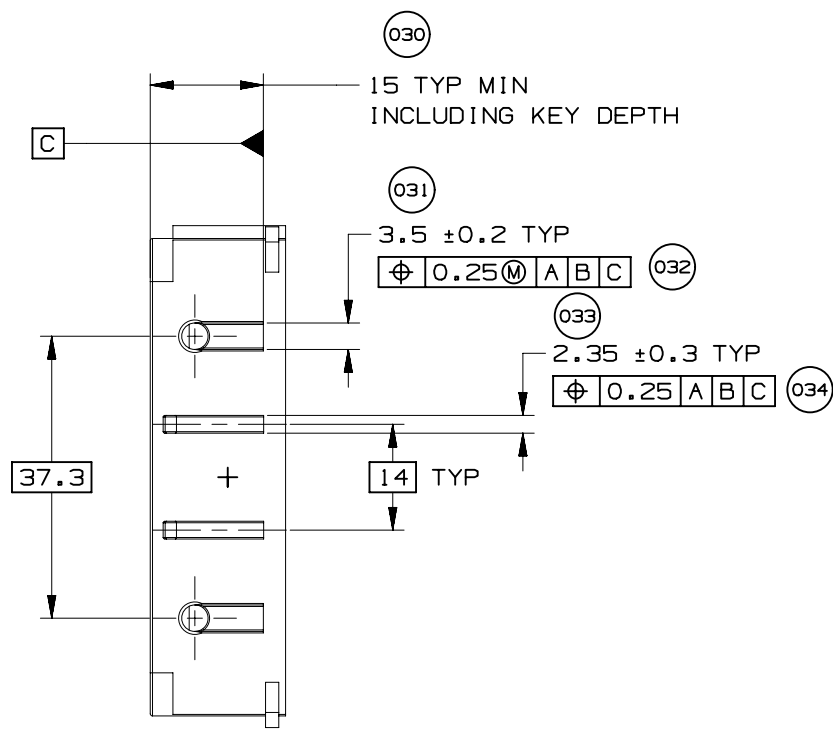 030
15 TYP MIN
INCLUDING KEY DEPTH
C
031
3.5 ±0.2 TYP
⌖ 0.25Ⓜ A B C 032
033
2.35 ±0.3 TYP
⌖ 0.25 A B C 034
37.3
14 TYP